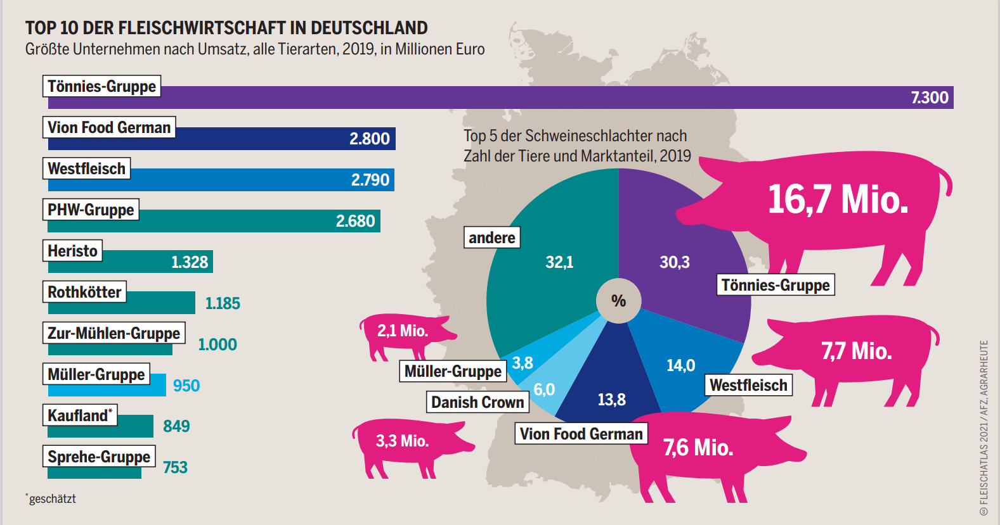 TOP 10 DER FLEISCHWIRTSCHAFT IN DEUTSCHLAND
Größte Unternehmen nach Umsatz, alle Tierarten, 2019, in Millionen Euro
Tönnies-Gruppe
7.300
Vion Food German
2.800
Westfleisch
2.790
PHW-Gruppe
2.680
Heristo
1.328
Rothkötter
1.185
Zur-Mühlen-Gruppe
1.000
Müller-Gruppe
950
Kaufland*
849
Sprehe-Gruppe
753
*geschätzt
Top 5 der Schweineschlachter nach
Zahl der Tiere und Marktanteil, 2019
16,7 Mio.
andere
32,1
30,3
Tönnies-Gruppe
%
2,1 Mio.
7,7 Mio.
Müller-Gruppe
3,8
14,0
Westfleisch
Danish Crown
6,0
13,8
Vion Food German
3,3 Mio.
7,6 Mio.
cc FLEISCHATLAS 2021 / AFZ, AGRARHEUTE